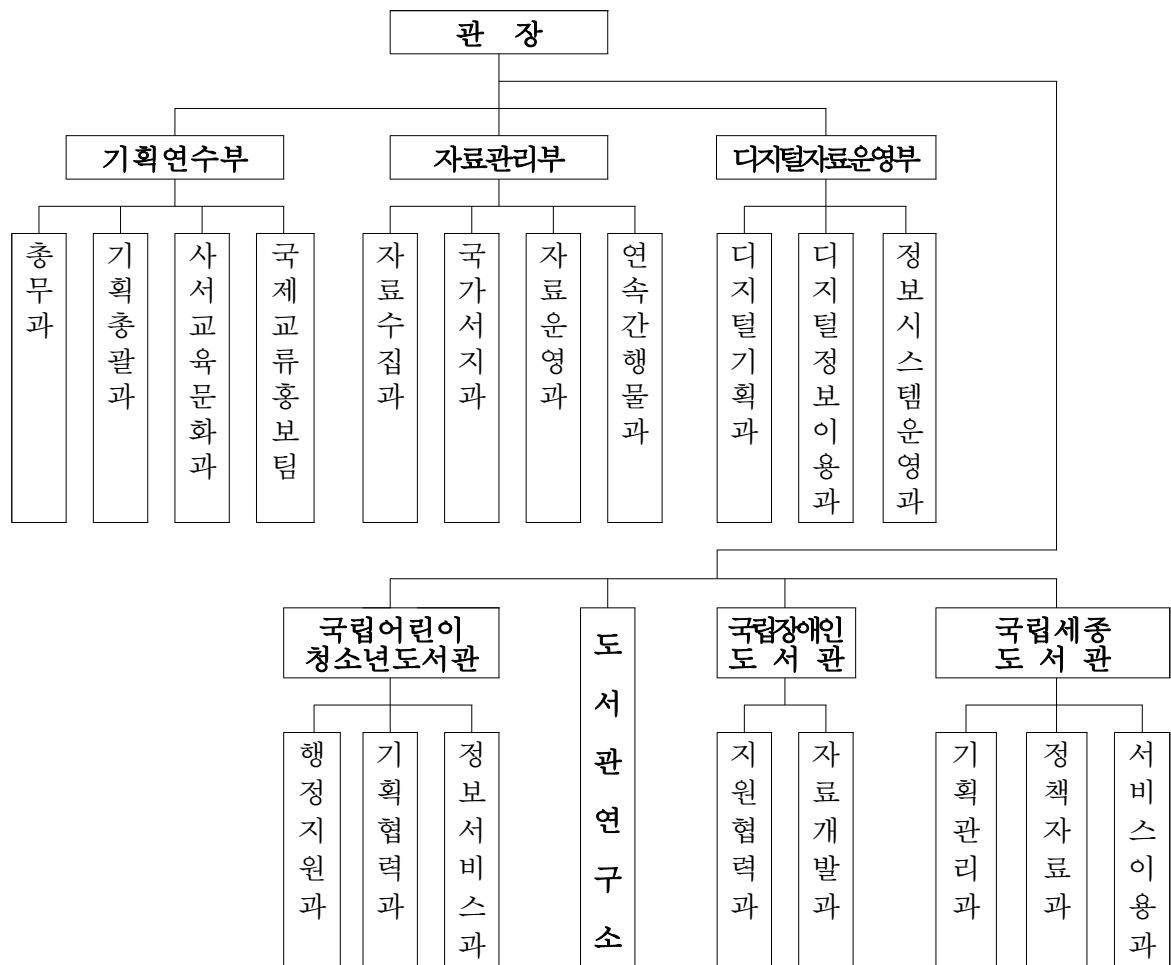 관 장
기획연수부
자료관리부
디지털자료운영부
총무과
기획총괄과
사서교육문화과
국제교류홍보팀
자료수집과
국가서지과
자료운영과
연속간행물과
디지털기획과
디지털정보이용과
정보시스템운영과
국립어린이
청소년도서관
도서관연구소
국립장애인
도 서 관
국립세종
도 서 관
행정지원과
기획협력과
정보서비스과
지원협력과
자료개발과
기획관리과
정책자료과
서비스이용과